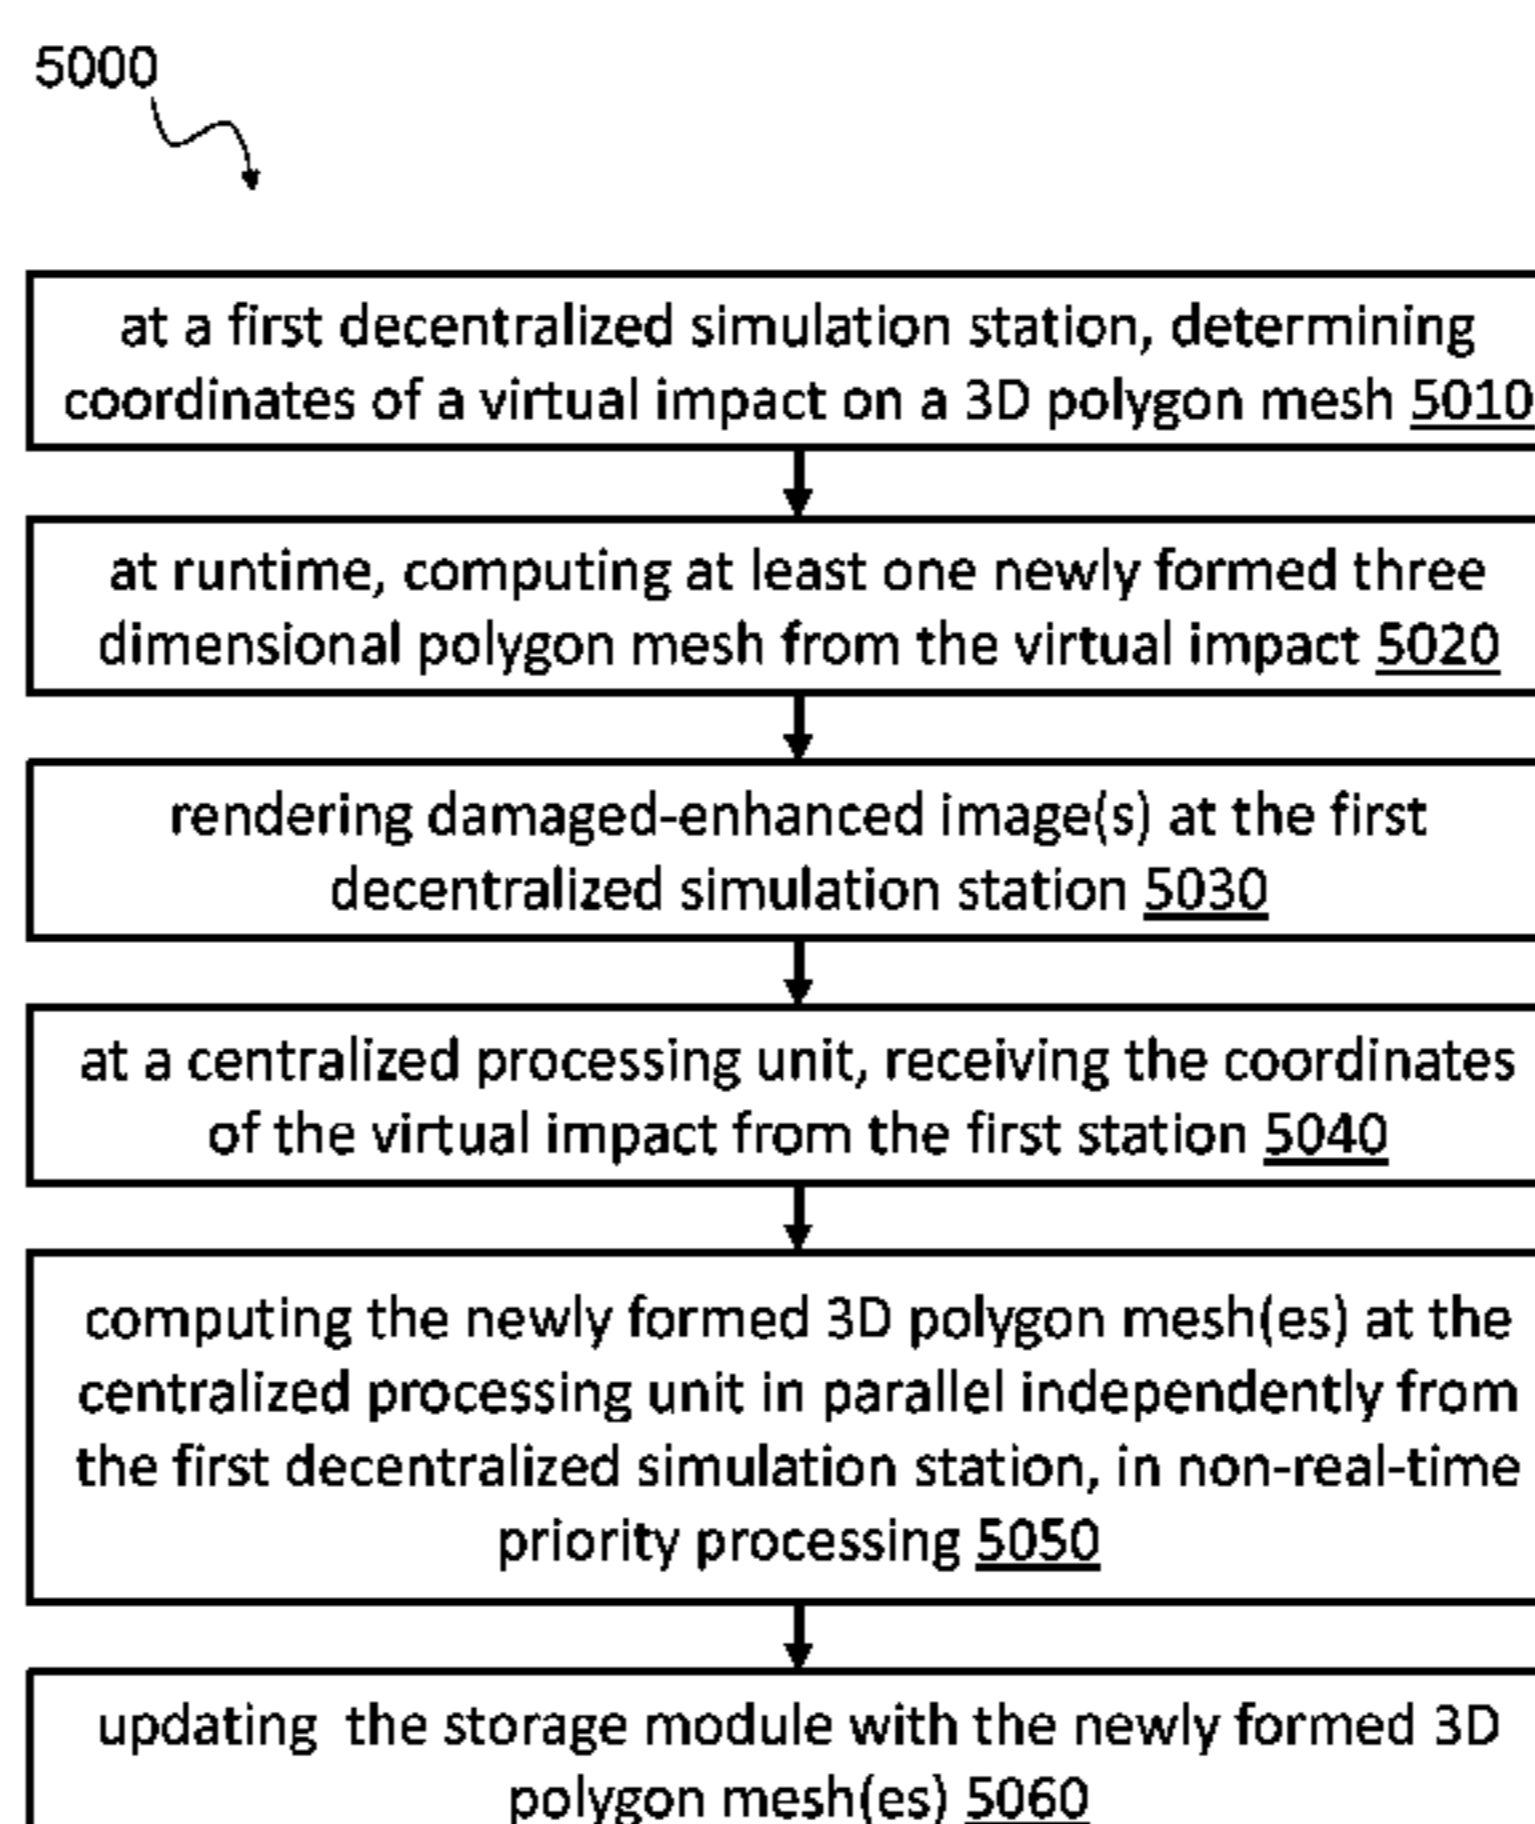 5000
at a first decentralized simulation station, determining
coordinates of a virtual impact on a 3D polygon mesh 5010
at runtime, computing at least one newly formed three
dimensional polygon mesh from the virtual impact 5020
rendering damaged-enhanced image(s) at the first
decentralized simulation station 5030
at a centralized processing unit, receiving the coordinates
of the virtual impact from the first station 5040
computing the newly formed 3D polygon mesh(es) at the
centralized processing unit in parallel independently from
the first decentralized simulation station, in non-real-time
priority processing 5050
updating the storage module with the newly formed 3D
polygon mesh(es) 5060